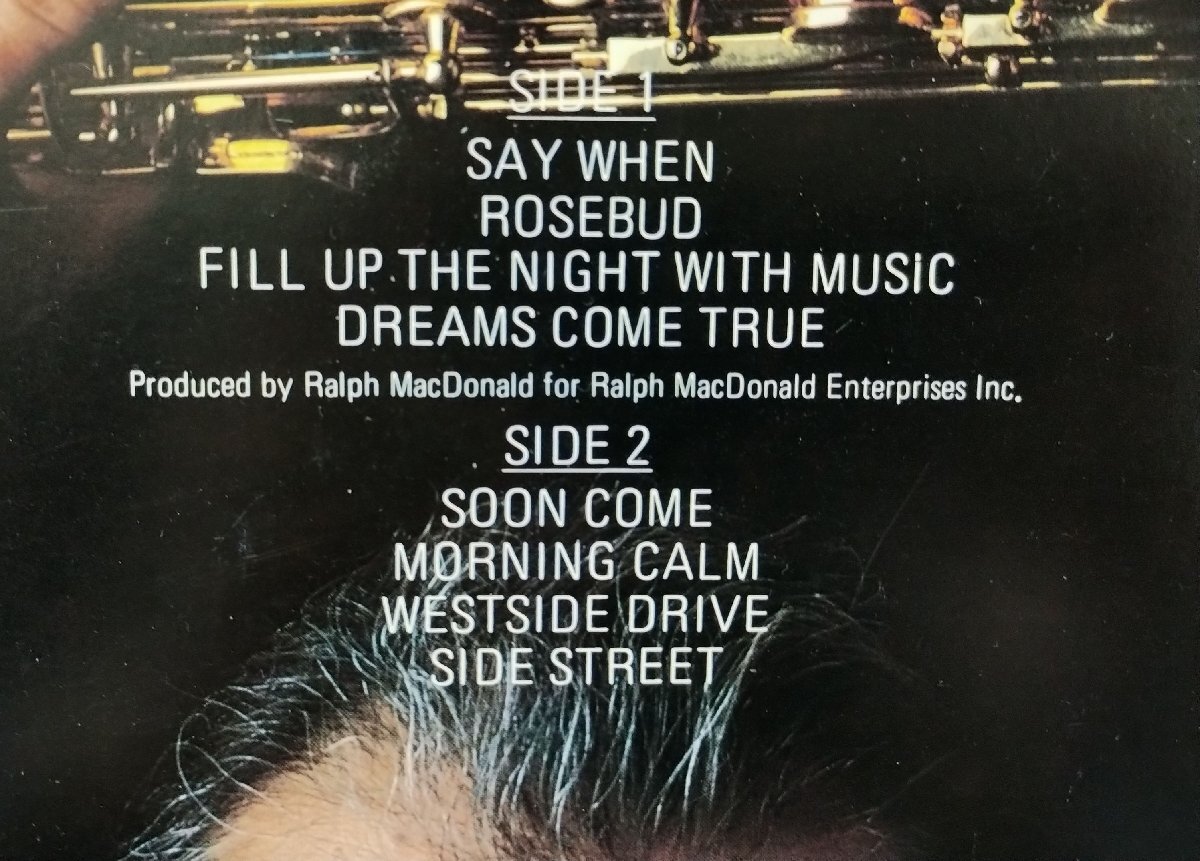 SIDE 1
SAY WHEN
ROSEBUD
FILL UP THE NIGHT WITH MUSIC
DREAMS COME TRUE
Produced by Ralph MacDonald for Ralph MacDonald Enterprises Inc.
SIDE 2
SOON COME
MORNING CALM
WESTSIDE DRIVE
SIDE STREET